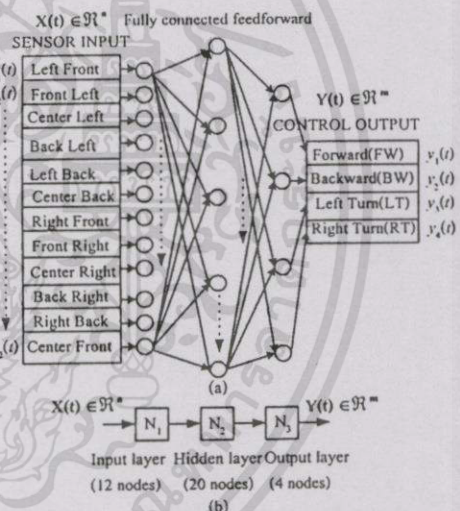 X(t) ∈ ℜⁿ Fully connected feedforward
SENSOR INPUT
Left Front
Front Left
Center Left
Back Left
Left Back
Center Back
Right Front
Front Right
Center Right
Back Right
Right Back
Center Front
Y(t) ∈ ℜᵐ
CONTROL OUTPUT
Forward(FW) y₁(t)
Backward(BW) y₂(t)
Left Turn(LT) y₃(t)
Right Turn(RT) y₄(t)
(a)
X(t) ∈ ℜⁿ N₁ N₂ N₃ Y(t) ∈ ℜᵐ
Input layer Hidden layer Output layer
(12 nodes) (20 nodes) (4 nodes)
(b)